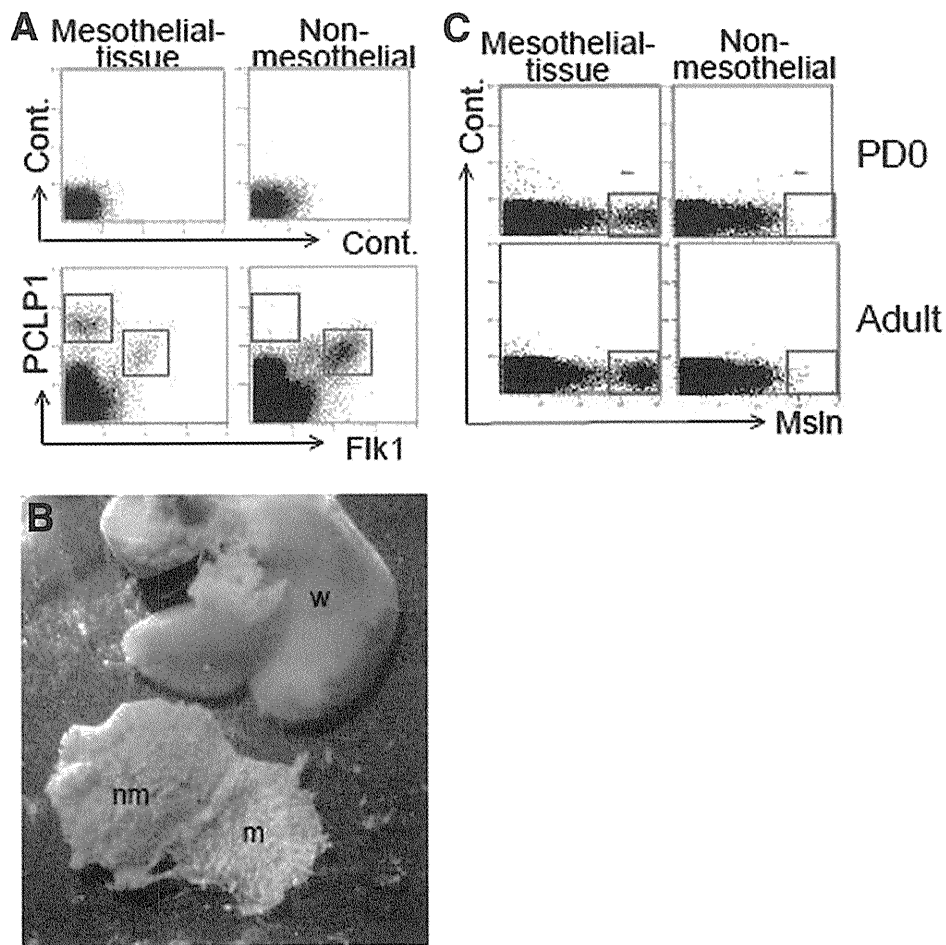 A
Mesothelial-
tissue
Non-
mesothelial
Cont.
Cont.
PCLP1
Flk1
C
Mesothelial-
tissue
Non-
mesothelial
Cont.
PD0
Adult
Msln
B
w
nm
m